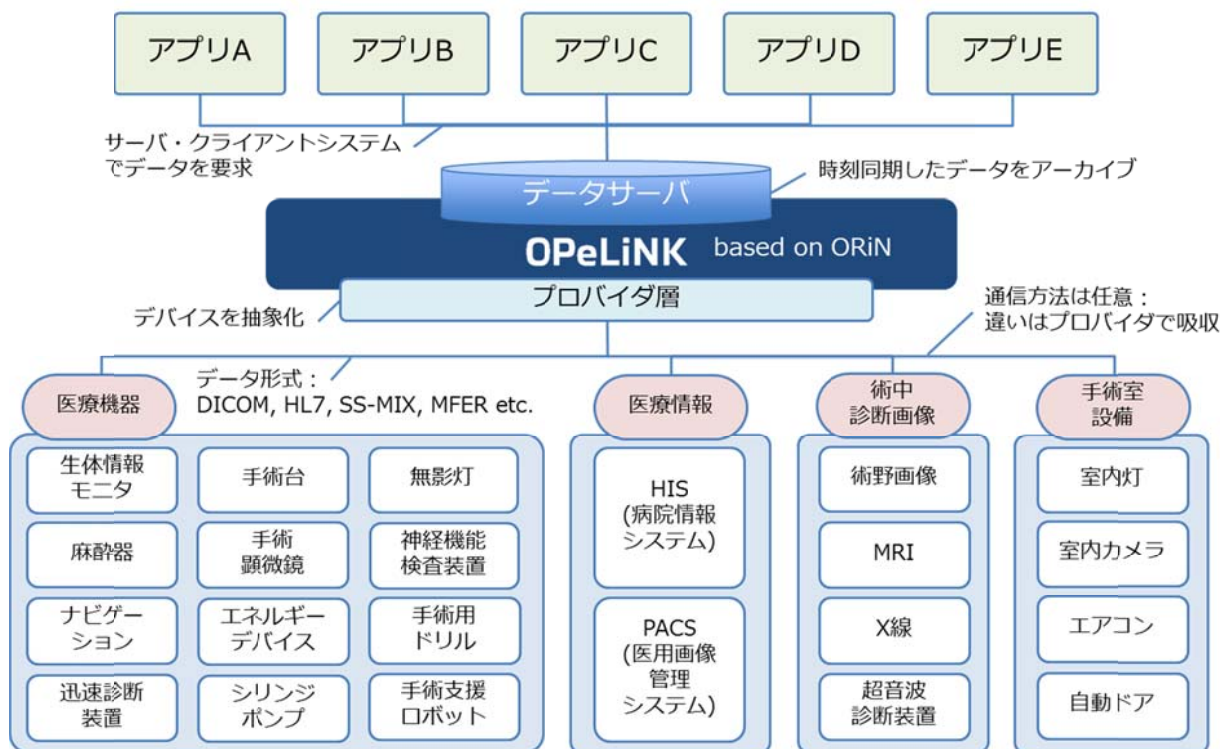 アプリA
アプリB
アプリC
アプリD
アプリE
サーバ・クライアントシステム
でデータを要求
データサーバ
時刻同期したデータをアーカイブ
OPeLiNK based on ORiN
プロバイダ層
デバイスを抽象化
通信方法は任意：
違いはプロバイダで吸収
データ形式：
DICOM, HL7, SS-MIX, MFER etc.
医療機器
生体情報
モニタ
手術台
無影灯
麻酔器
手術
顕微鏡
神経機能
検査装置
ナビゲー
ション
エネルギー
デバイス
手術用
ドリル
迅速診断
装置
シリンジ
ポンプ
手術支援
ロボット
医療情報
HIS
(病院情報
システム)
PACS
(医用画像
管理
システム)
術中
診断画像
術野画像
MRI
X線
超音波
診断装置
手術室
設備
室内灯
室内カメラ
エアコン
自動ドア